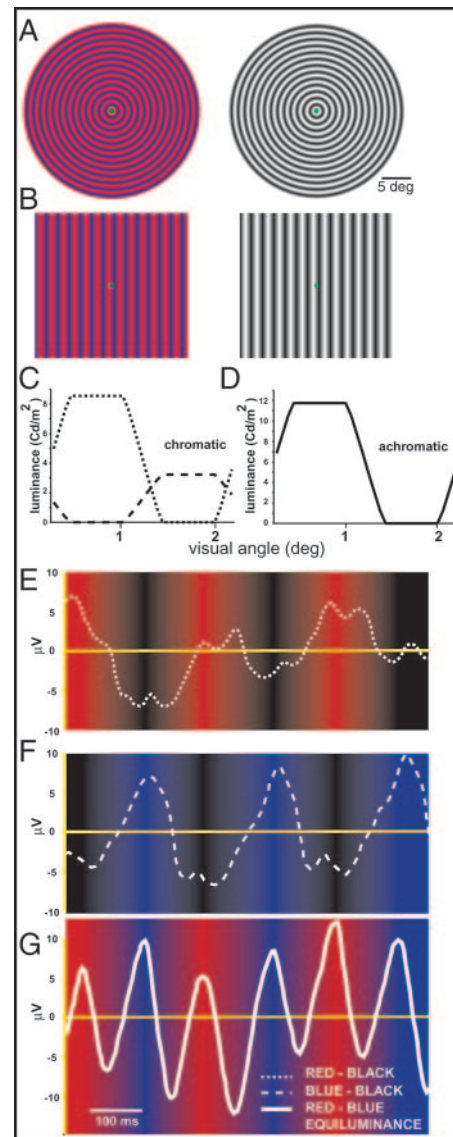 A
5 deg
B
C
D
luminance (Cd/m2)
8
6
4
2
0
chromatic
1
2
luminance (Cd/m2)
12
10
8
6
4
2
0
achromatic
1
2
visual angle (deg)
E
10
5
0
-5
-10
µV
F
10
5
0
-5
-10
µV
G
10
5
0
-5
-10
µV
100 ms
RED - BLACK
BLUE - BLACK
RED - BLUE
EQUILUMINANCE